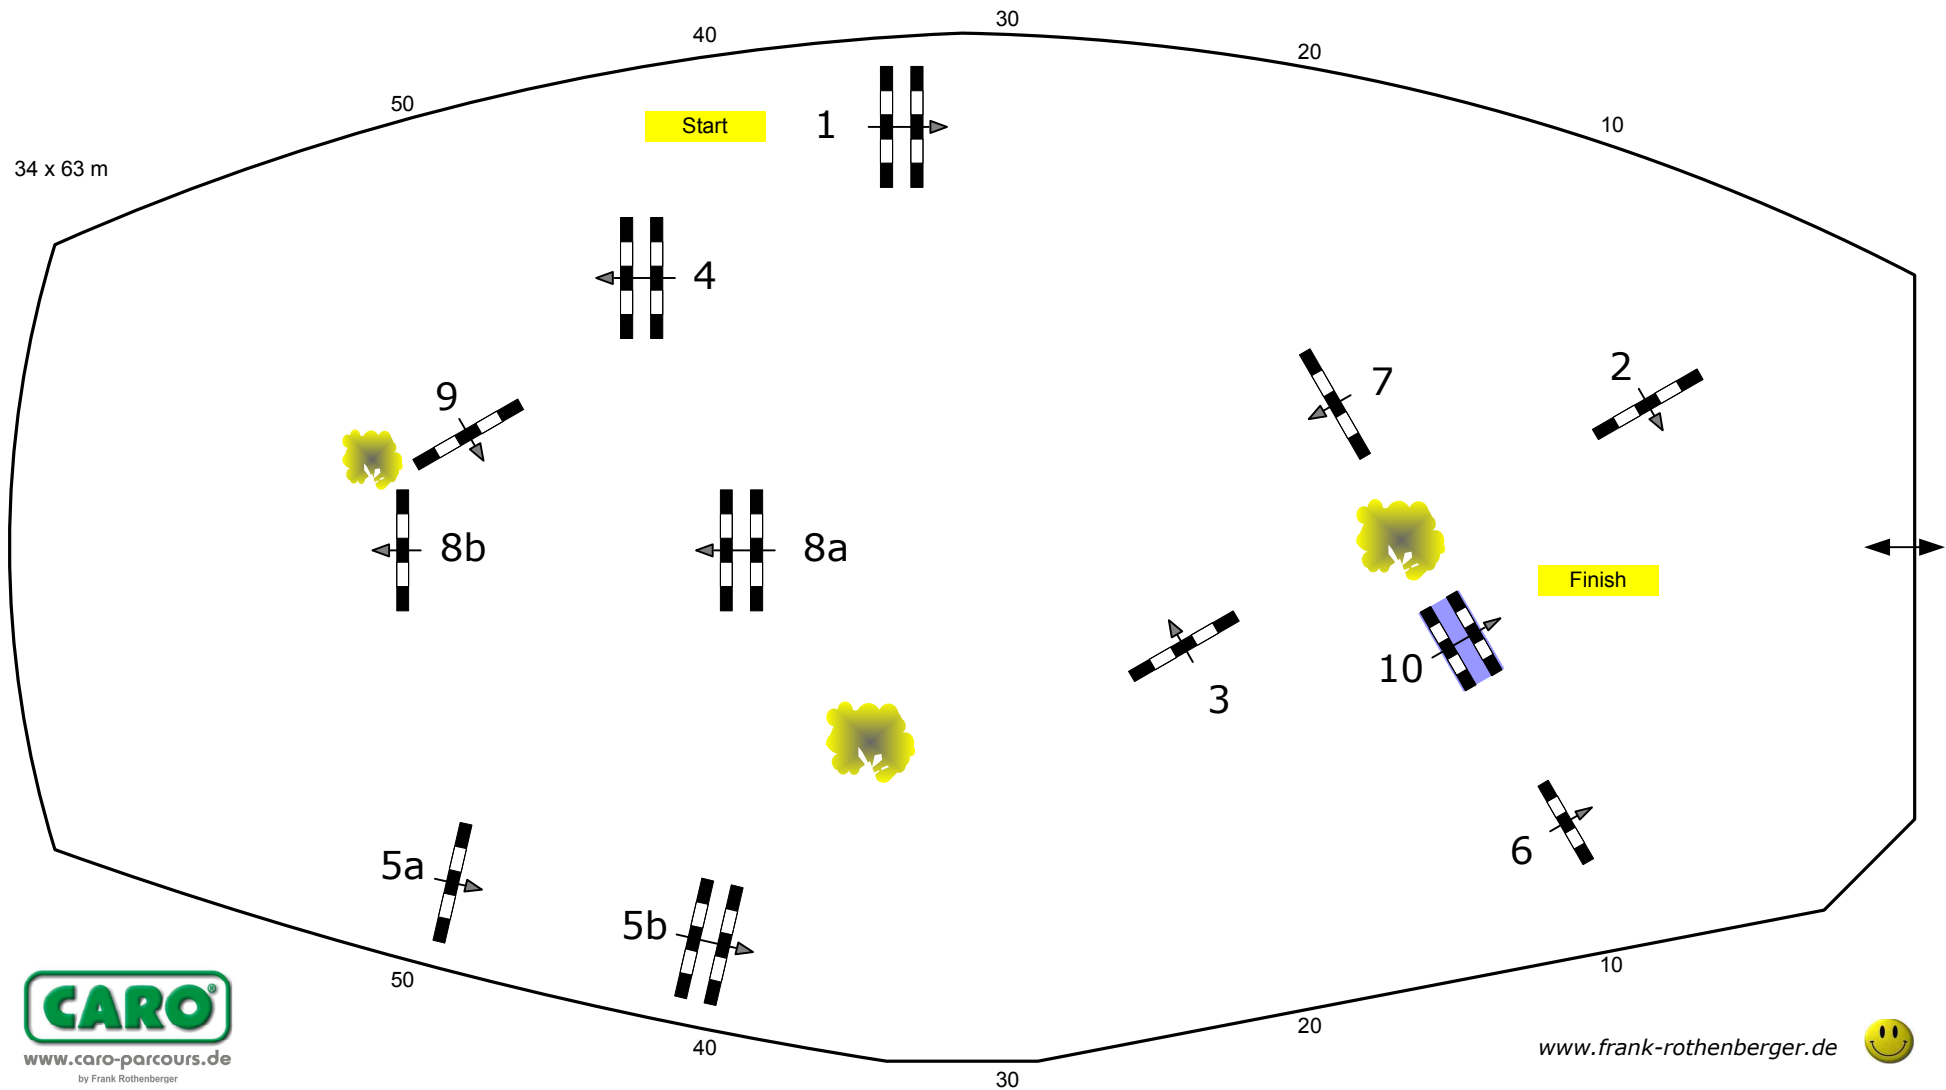 30
40
20
50
Start
1
10
34 x 63 m
4
2
7
9
8b
8a
Finish
10
3
6
5a
5b
50
10
20
40
30
CARO®
www.caro-parcours.de
by Frank Rothenberger
www.frank-rothenberger.de